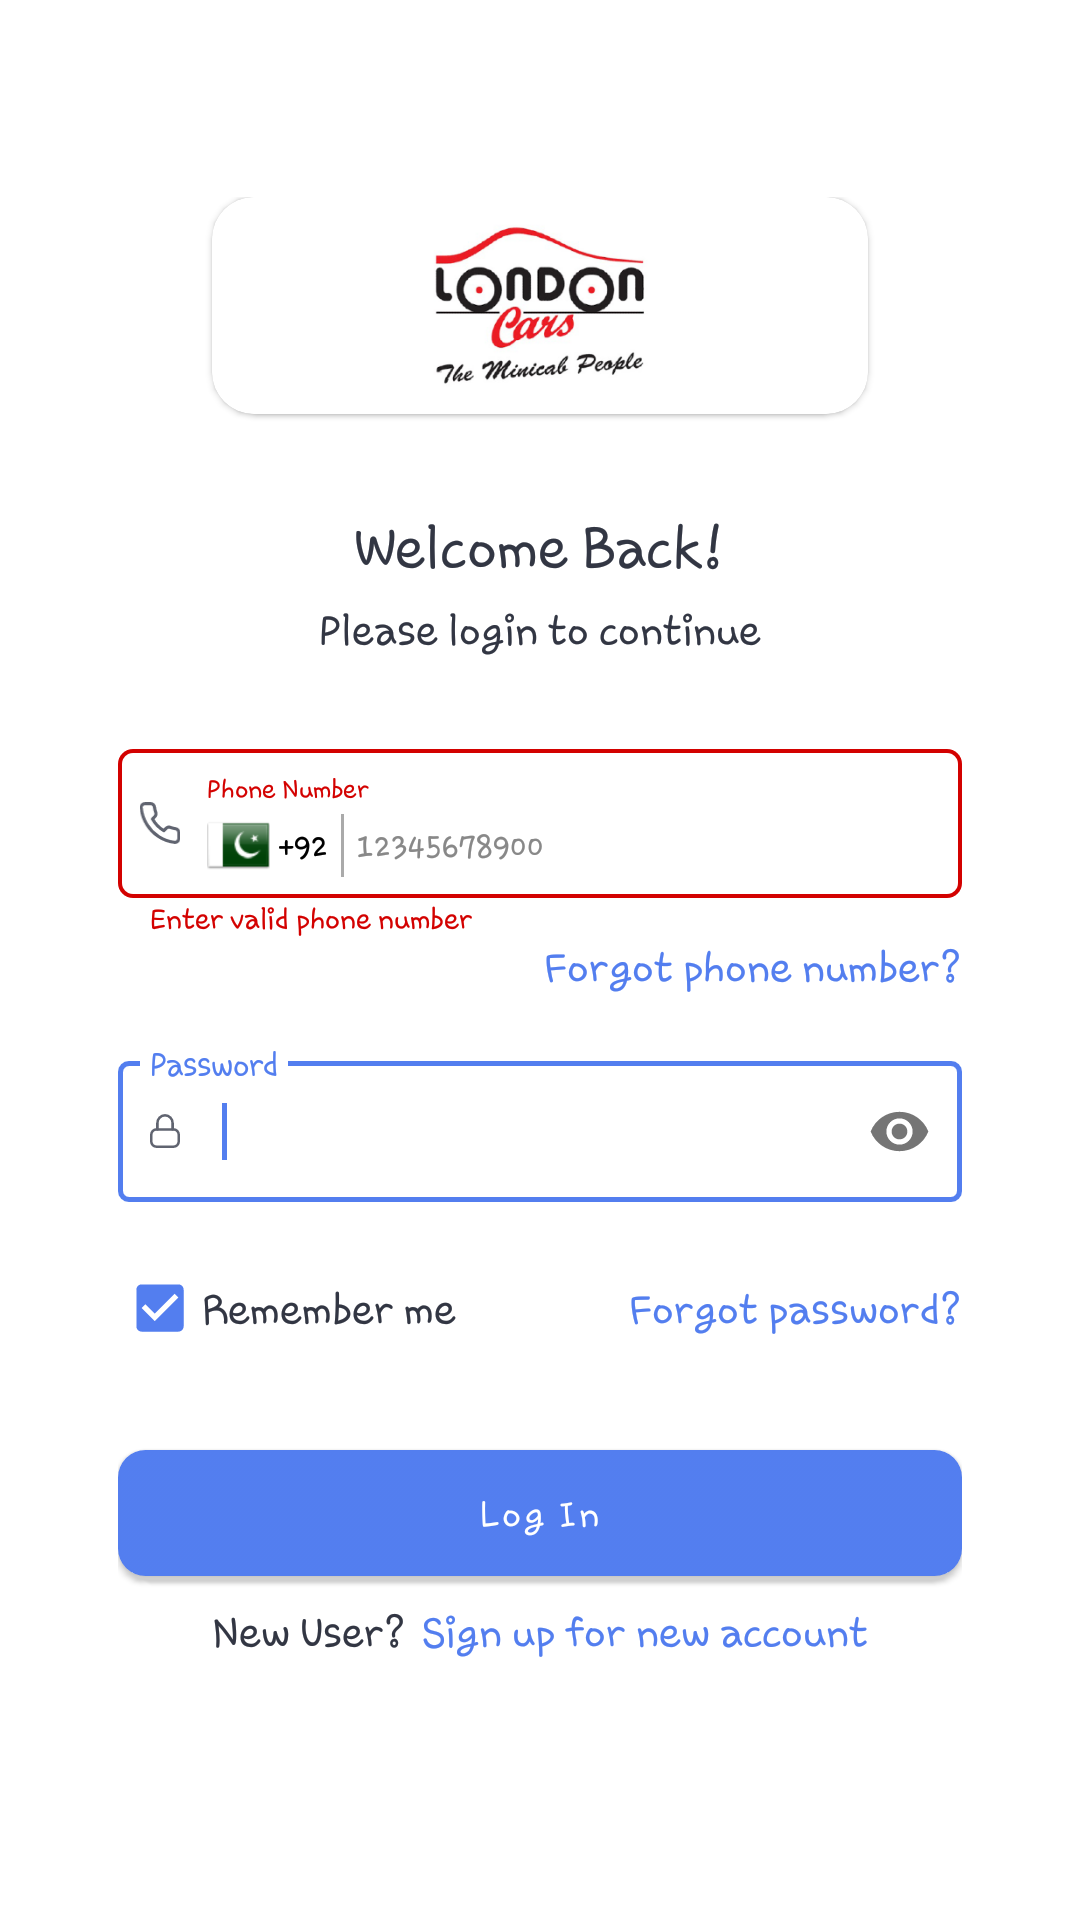 LONDON
Cars
The Minicab People
Welcome Back!
Please login to continue
Phone Number
+92 12345678900
Enter valid phone number
Forgot phone number?
Password
Remember me Forgot password?
Log In
New User? Sign up for new account